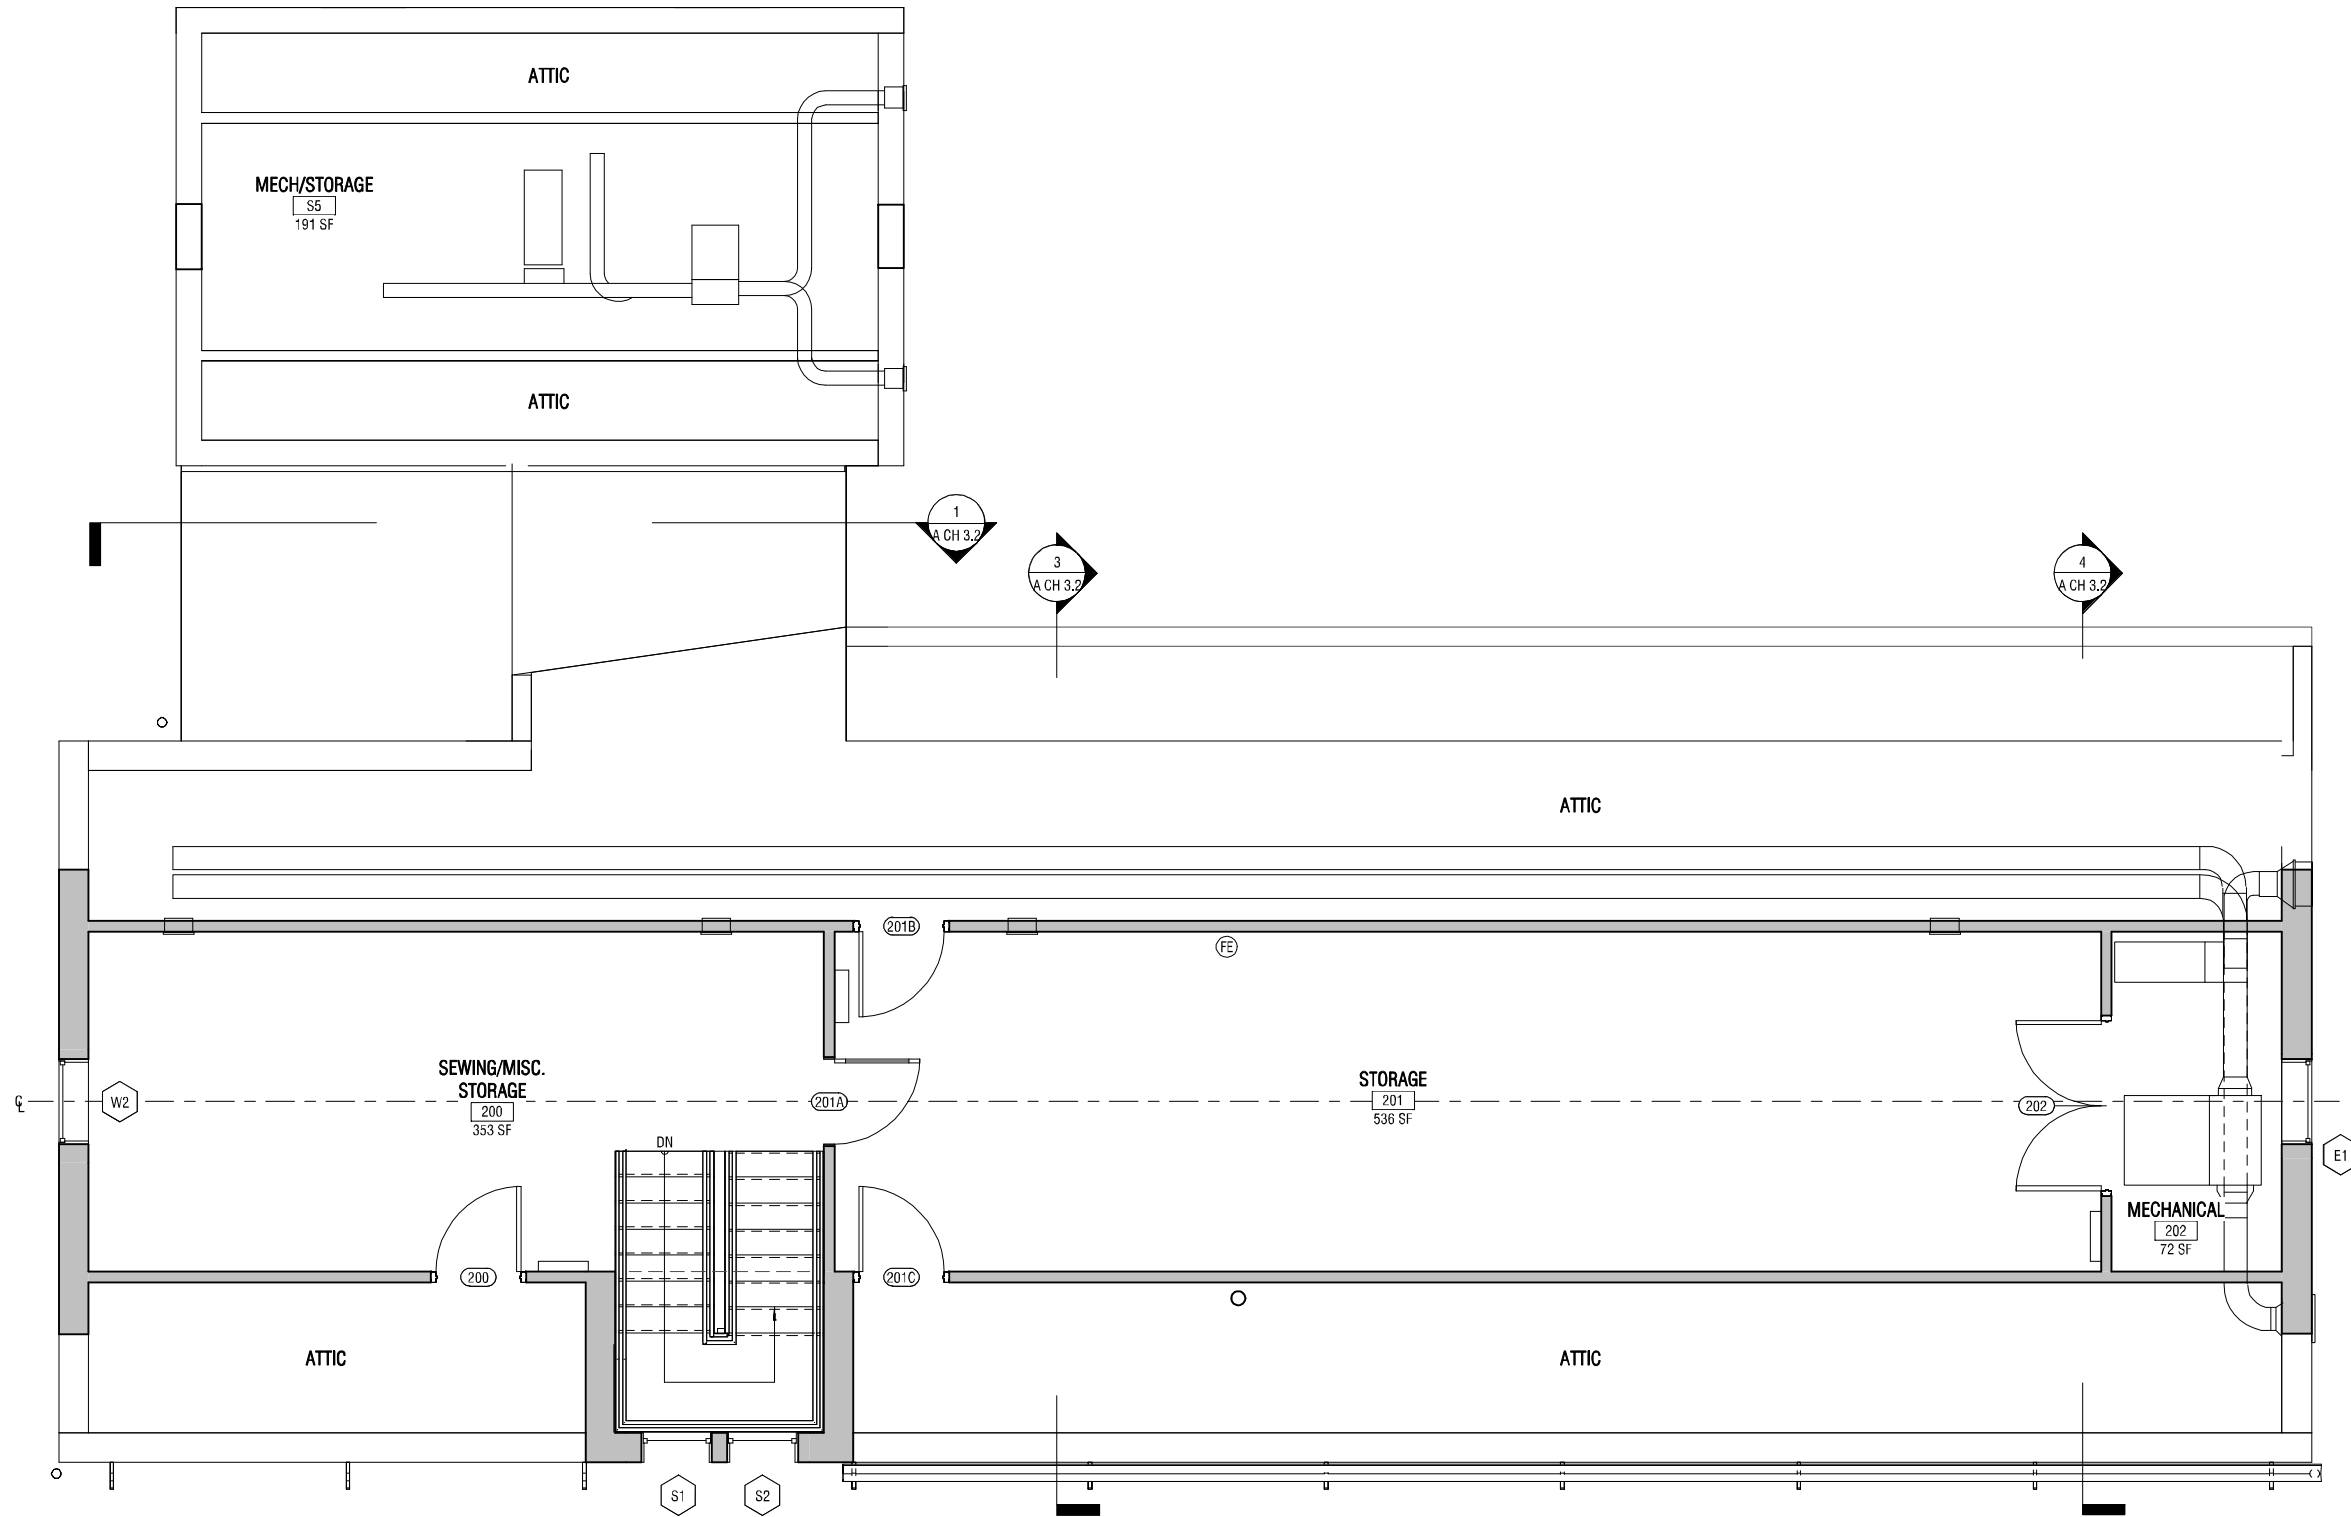 ATTIC
MECH/STORAGE
S5
191 SF
ATTIC
1
A CH 3.2
3
A CH 3.2
4
A CH 3.2
ATTIC
201B
FE
SEWING/MISC.
STORAGE
200
353 SF
W2
℄
201A
STORAGE
201
536 SF
202
DN
E1
MECHANICAL
202
72 SF
200
201C
ATTIC
ATTIC
S1
S2